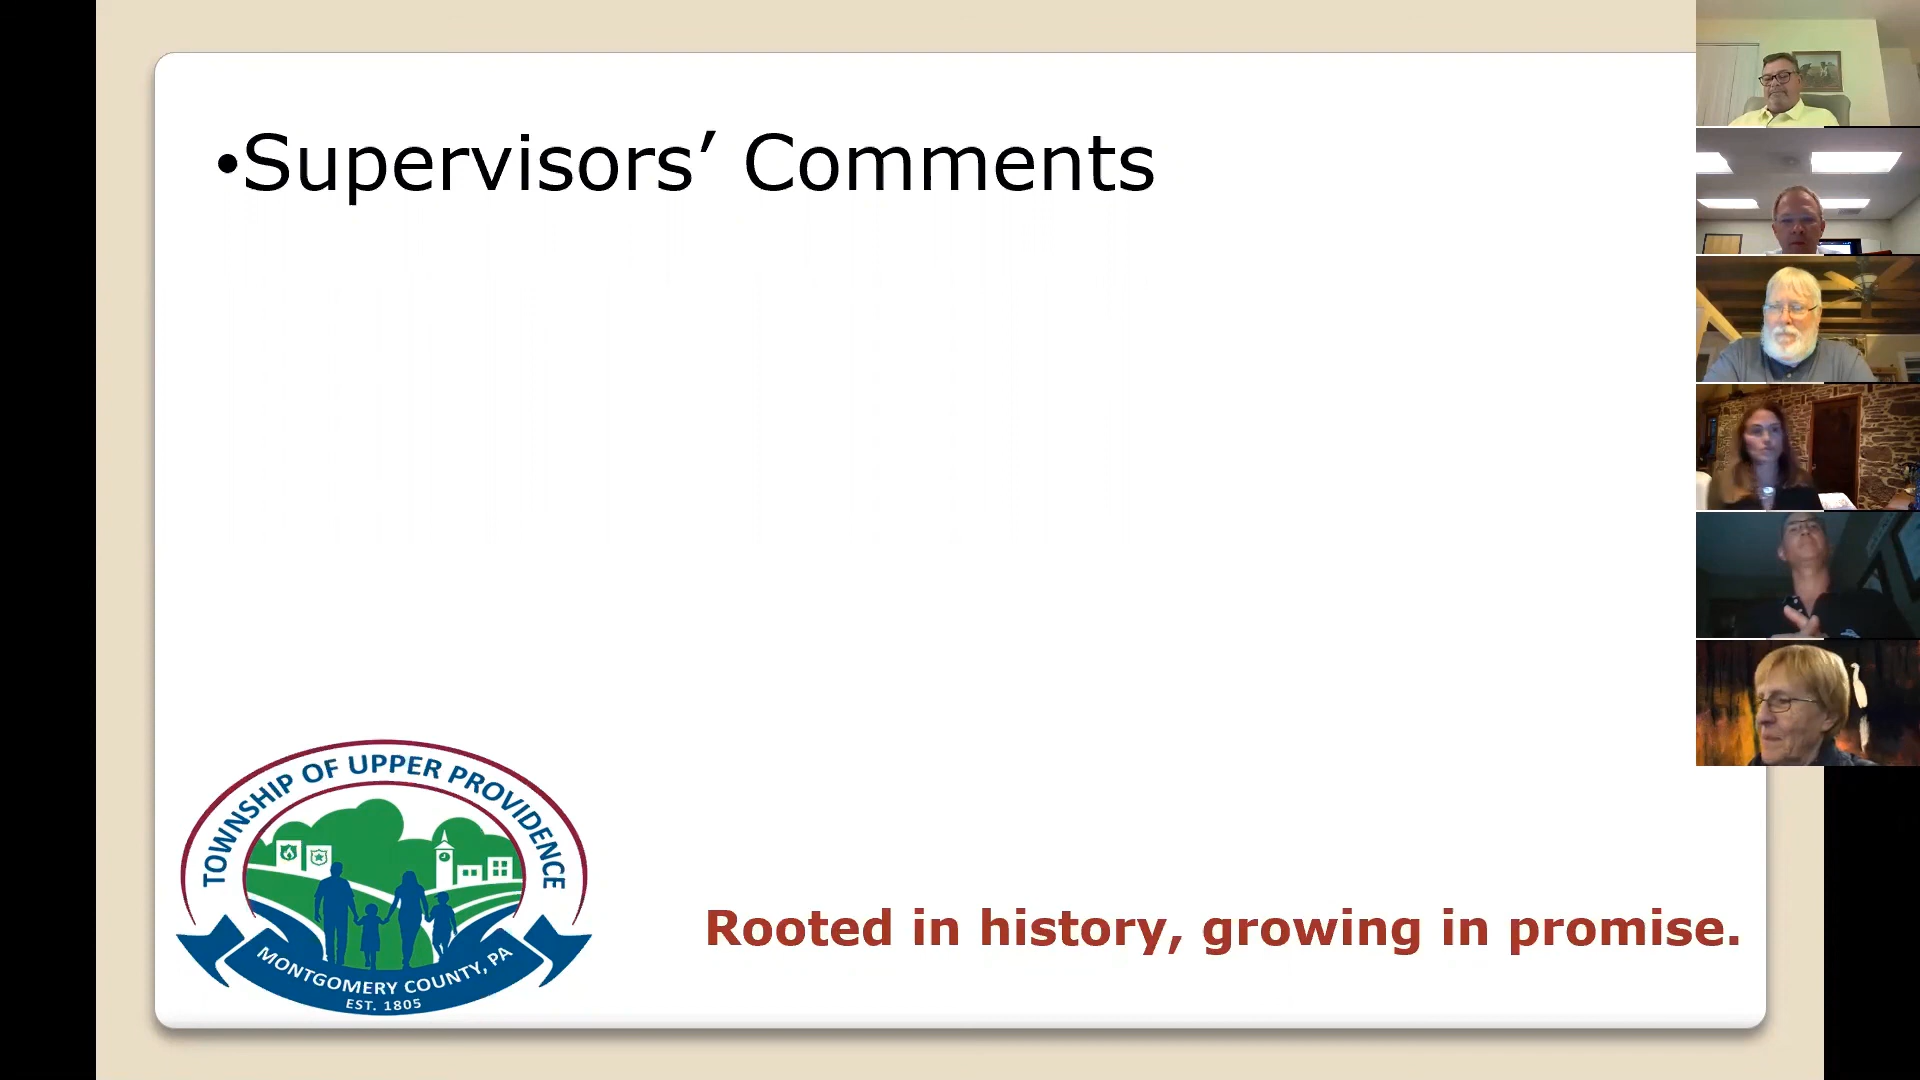 •Supervisors’ Comments
TOWNSHIP OF UPPER PROVIDENCE
MONTGOMERY COUNTY, PA
EST. 1805
Rooted in history, growing in promise.